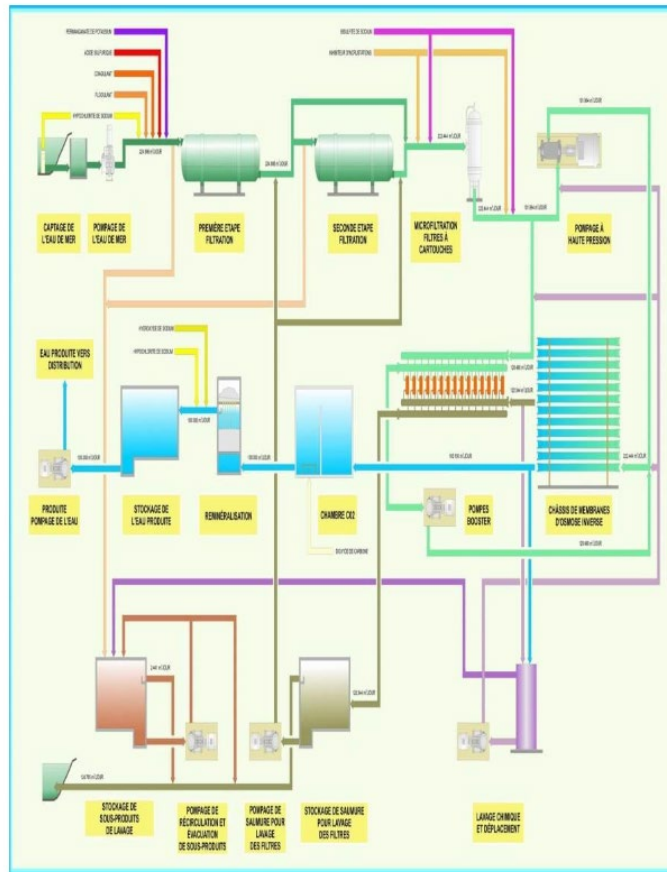 PERMANGANATE DE POTASSIUM
ACIDE SULFURIQUE
COAGULANT
FLOCULANT
HYPOCHLORITE DE SODIUM
BISULFITE DE SODIUM
INHIBITEUR D'INCRUSTATIONS
CAPTAGE DE
L'EAU DE MER
POMPAGE DE
L'EAU DE MER
PREMIÈRE ETAPE
FILTRATION
SECONDE ETAPE
FILTRATION
MICROFILTRATION
FILTRES À
CARTOUCHES
POMPAGE À
HAUTE PRESSION
HYDROXYDE DE SODIUM
HYPOCHLORITE DE SODIUM
EAU PRODUITE VERS
DISTRIBUTION
PRODUITE
POMPAGE DE L'EAU
STOCKAGE DE
L'EAU PRODUITE
REMINÉRALISATION
CHAMBRE C02
DIOXYDE DE CARBONE
POMPES
BOOSTER
CHÂSSIS DE MEMBRANES
D'OSMOSE INVERSE
STOCKAGE DE
SOUS-PRODUITS
DE LAVAGE
POMPAGE DE
RÉCIRULATION ET
ÉVACUATION
DE SOUS-PRODUITS
POMPAGE DE
SAUMURE POUR
LAVAGE
DES FILTRES
STOCKAGE DE SAUMURE
POUR LAVAGE
DES FILTRES
LAVAGE CHIMIQUE
ET DÉPLACEMENT